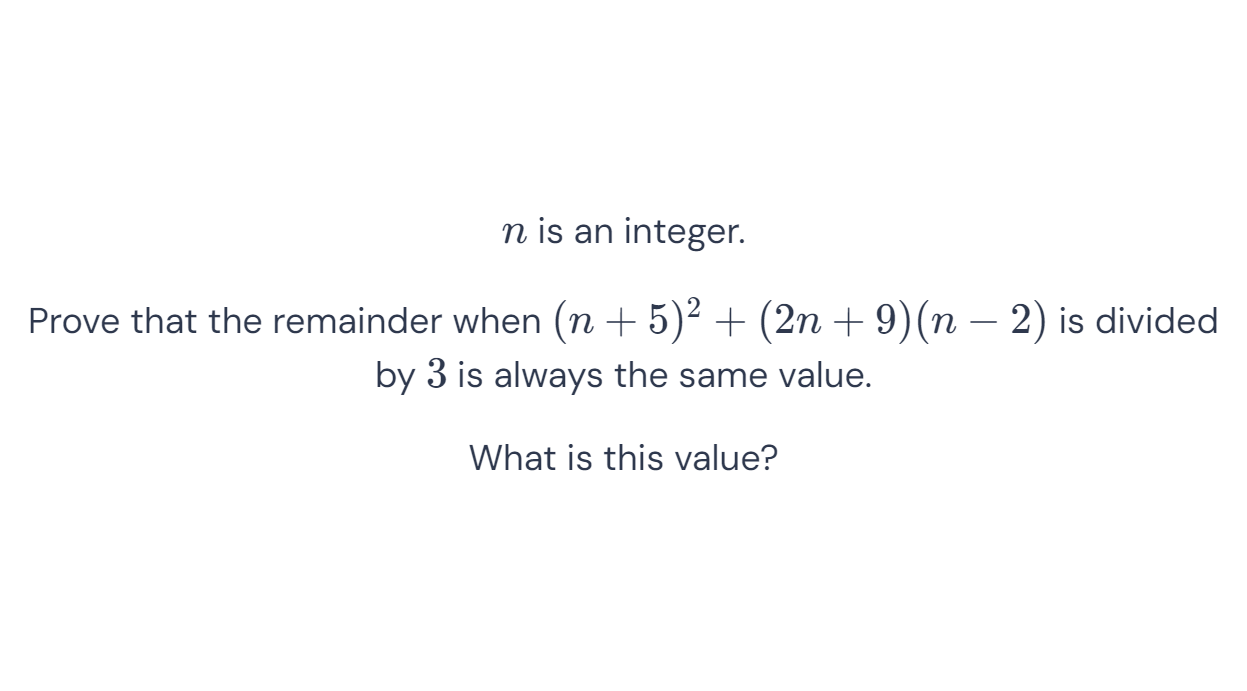 n is an integer.
Prove that the remainder when (n + 5)² + (2n + 9)(n − 2) is divided
by 3 is always the same value.
What is this value?